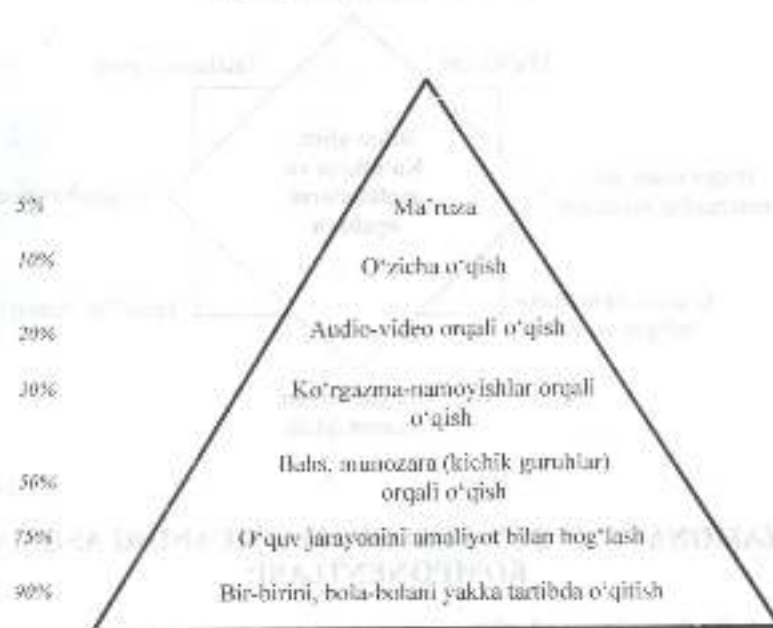 5%
Ma'ruza
10%
O'zicha o'qish
20%
Audio-video orqali o'qish
30%
Ko'rgazma-namoyishlar orqali
o'qish
50%
Bahs, munozara (kichik guruhlar)
orqali o'qish
75%
O'quv jarayonini amaliyot bilan bog'lash
90%
Bir-birini, bola-bolani yakka tartibda o'qitish